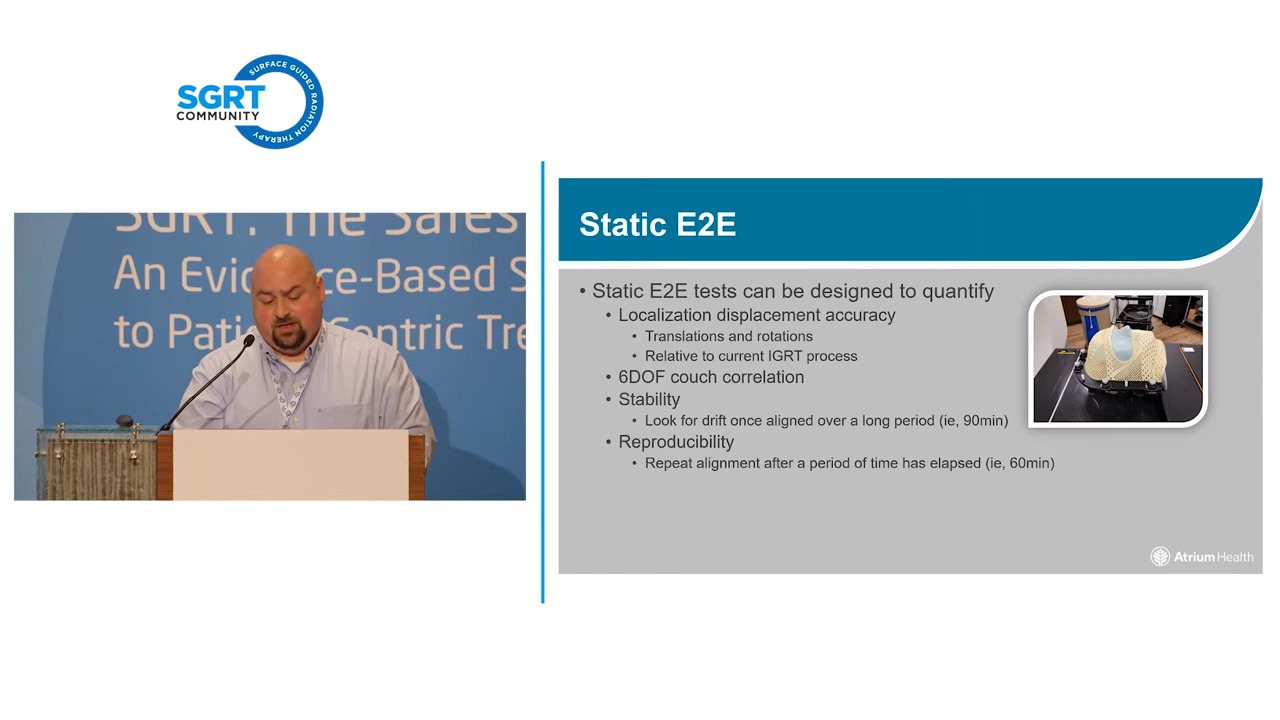 SURFACE GUIDED RADIATION THERAPY
SGRT
COMMUNITY
SGRT: The Safes
An Evidence-Based S
to Patient Centric Tre
Static E2E
• Static E2E tests can be designed to quantify
• Localization displacement accuracy
• Translations and rotations
• Relative to current IGRT process
• 6DOF couch correlation
• Stability
• Look for drift once aligned over a long period (ie, 90min)
• Reproducibility
• Repeat alignment after a period of time has elapsed (ie, 60min)
Atrium Health